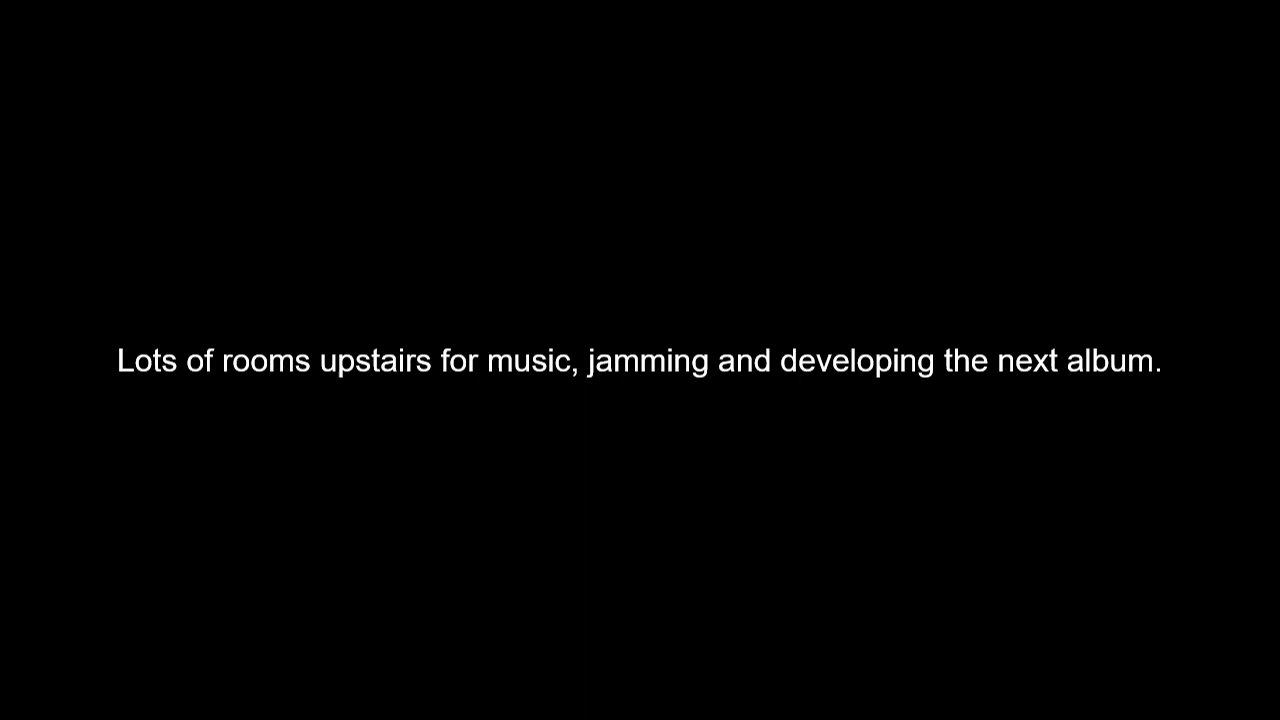 Lots of rooms upstairs for music, jamming and developing the next album.